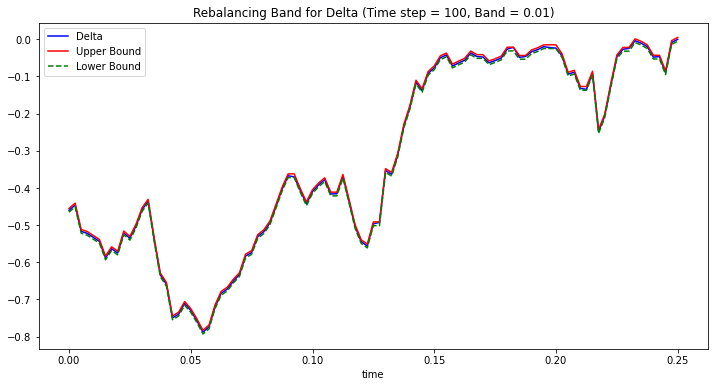 Rebalancing Band for Delta (Time step = 100, Band = 0.01)
Delta
Upper Bound
Lower Bound
0.0
−0.1
−0.2
−0.3
−0.4
−0.5
−0.6
−0.7
−0.8
0.00 0.05 0.10 0.15 0.20 0.25
time